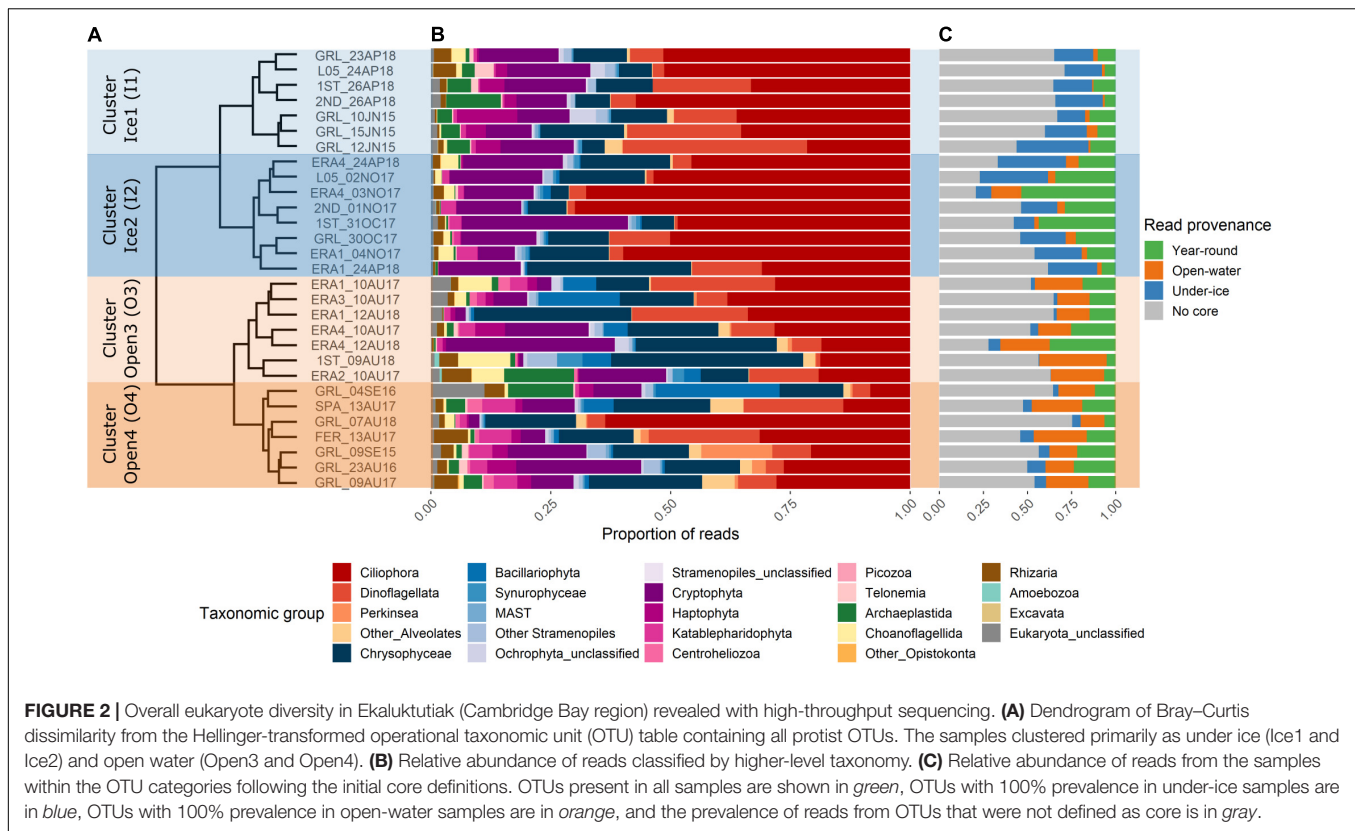 A
B
C
Cluster
Ice1 (I1)
GRL_23AP18
L05_24AP18
1ST_26AP18
2ND_26AP18
GRL_10JN15
GRL_15JN15
GRL_12JN15
Cluster
Ice2 (I2)
ERA4_24AP18
L05_02NO17
ERA4_03NO17
2ND_01NO17
1ST_31OC17
GRL_30OC17
ERA1_04NO17
ERA1_24AP18
Cluster
Open3 (O3)
ERA1_10AU17
ERA3_10AU17
ERA1_12AU18
ERA4_10AU17
ERA4_12AU18
1ST_09AU18
ERA2_10AU17
Cluster
Open4 (O4)
GRL_04SE16
SPA_13AU17
GRL_07AU18
FER_13AU17
GRL_09SE15
GRL_23AU16
GRL_09AU17
0.00
0.25
0.50
0.75
1.00
Proportion of reads
0.00
0.25
0.50
0.75
1.00
Read provenance
Year-round
Open-water
Under-ice
No core
Taxonomic group
Ciliophora
Dinoflagellata
Perkinsea
Other_Alveolates
Chrysophyceae
Bacillariophyta
Synurophyceae
MAST
Other Stramenopiles
Ochrophyta_unclassified
Stramenopiles_unclassified
Cryptophyta
Haptophyta
Katablepharidophyta
Centroheliozoa
Picozoa
Telonemia
Archaeplastida
Choanoflagellida
Other_Opistokonta
Rhizaria
Amoebozoa
Excavata
Eukaryota_unclassified
FIGURE 2 | Overall eukaryote diversity in Ekaluktutiak (Cambridge Bay region) revealed with high-throughput sequencing. (A) Dendrogram of Bray–Curtis
dissimilarity from the Hellinger-transformed operational taxonomic unit (OTU) table containing all protist OTUs. The samples clustered primarily as under ice (Ice1 and
Ice2) and open water (Open3 and Open4). (B) Relative abundance of reads classified by higher-level taxonomy. (C) Relative abundance of reads from the samples
within the OTU categories following the initial core definitions. OTUs present in all samples are shown in green, OTUs with 100% prevalence in under-ice samples are
in blue, OTUs with 100% prevalence in open-water samples are in orange, and the prevalence of reads from OTUs that were not defined as core is in gray.